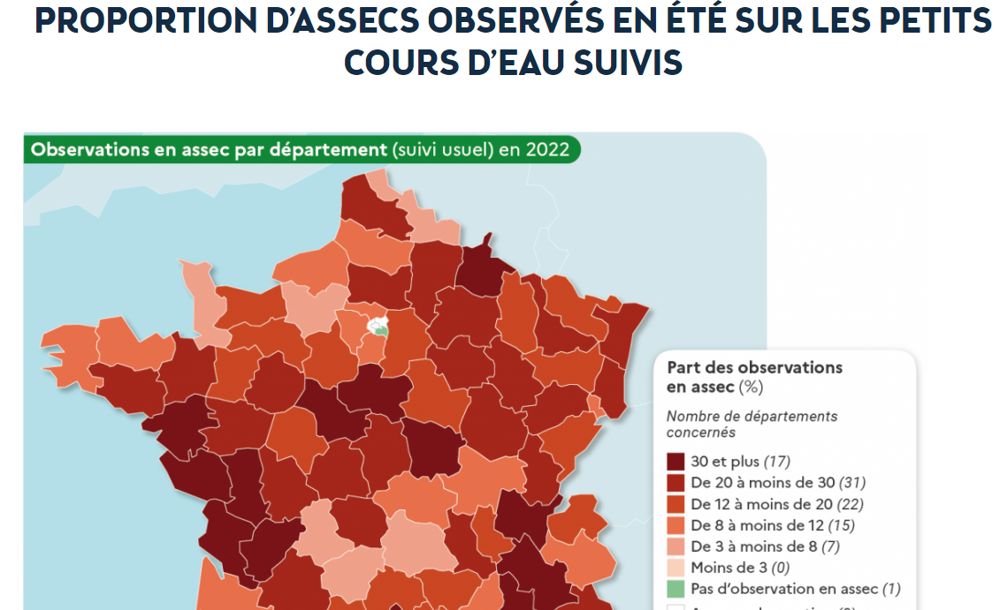 PROPORTION D’ASSECS OBSERVÉS EN ÉTÉ SUR LES PETITS
COURS D’EAU SUIVIS
Observations en assec par département (suivi usuel) en 2022
Part des observations
en assec (%)
Nombre de départements
concernés
30 et plus (17)
De 20 à moins de 30 (31)
De 12 à moins de 20 (22)
De 8 à moins de 12 (15)
De 3 à moins de 8 (7)
Moins de 3 (0)
Pas d’observation en assec (1)